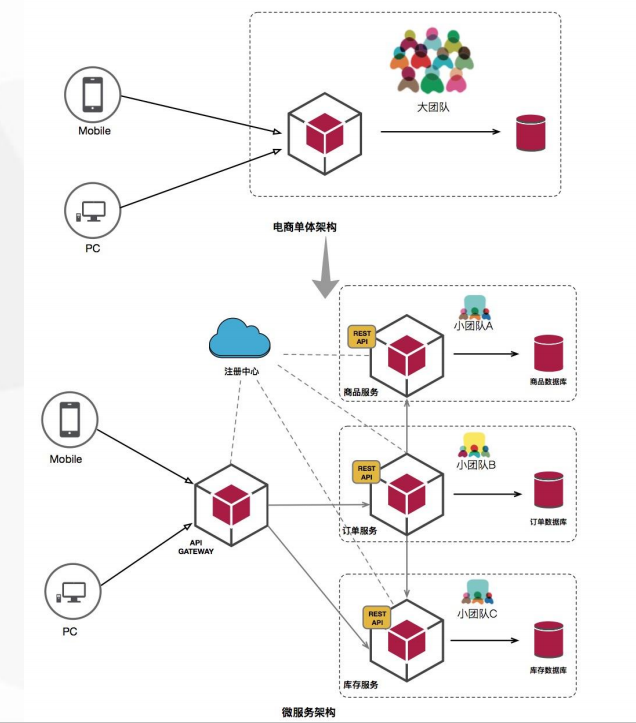 大团队
Mobile
PC
电商单体架构
REST
API
小团队A
注册中心
商品服务
商品数据库
Mobile
REST
API
小团队B
API
GATEWAY
订单服务
订单数据库
PC
REST
API
小团队C
库存服务
库存数据库
微服务架构